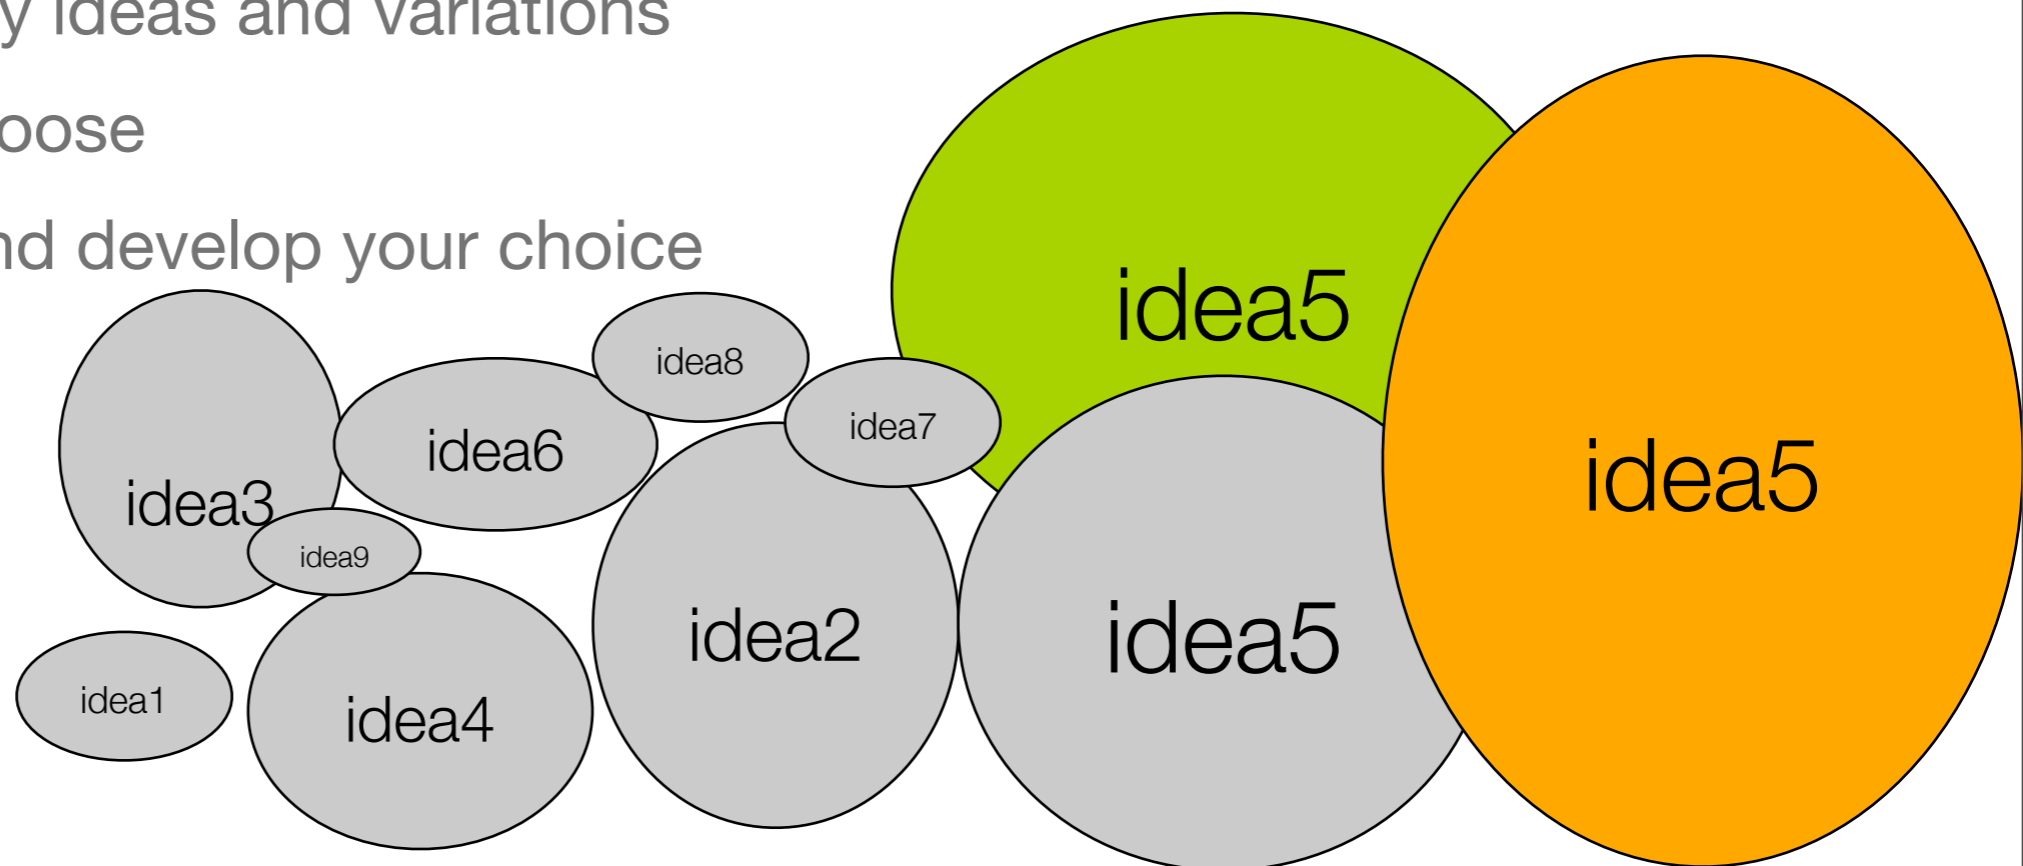 y ideas and variations
oose
nd develop your choice
idea5
idea8
idea7
idea6
idea5
idea3
idea9
idea2
idea5
idea1
idea4